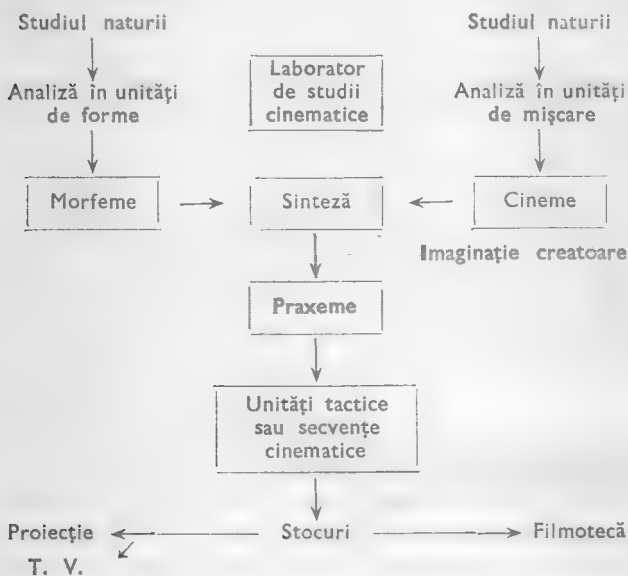 Studiul naturii
Studiul naturii
Analiză în unități
de forme
Laborator
de studii
cinematice
Analiză în unități
de mișcare
Morfeme
Sinteză
Cineme
Imaginație creatoare
Praxeme
Unități tactice
sau secvențe
cinematice
Proiecție
Stocuri
Filmotecă
T. V.